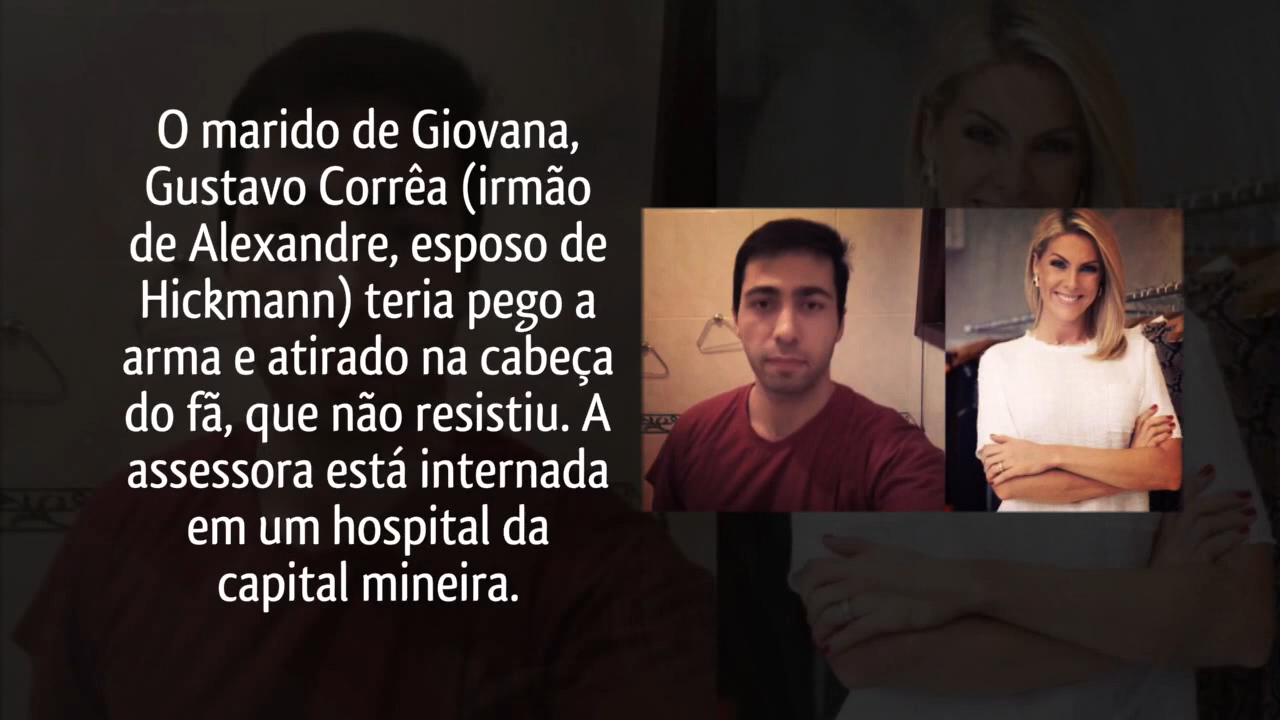 O marido de Giovana,
Gustavo Corrêa (irmão
de Alexandre, esposo de
Hickmann) teria pego a
arma e atirado na cabeça
do fã, que não resistiu. A
assessora está internada
em um hospital da
capital mineira.